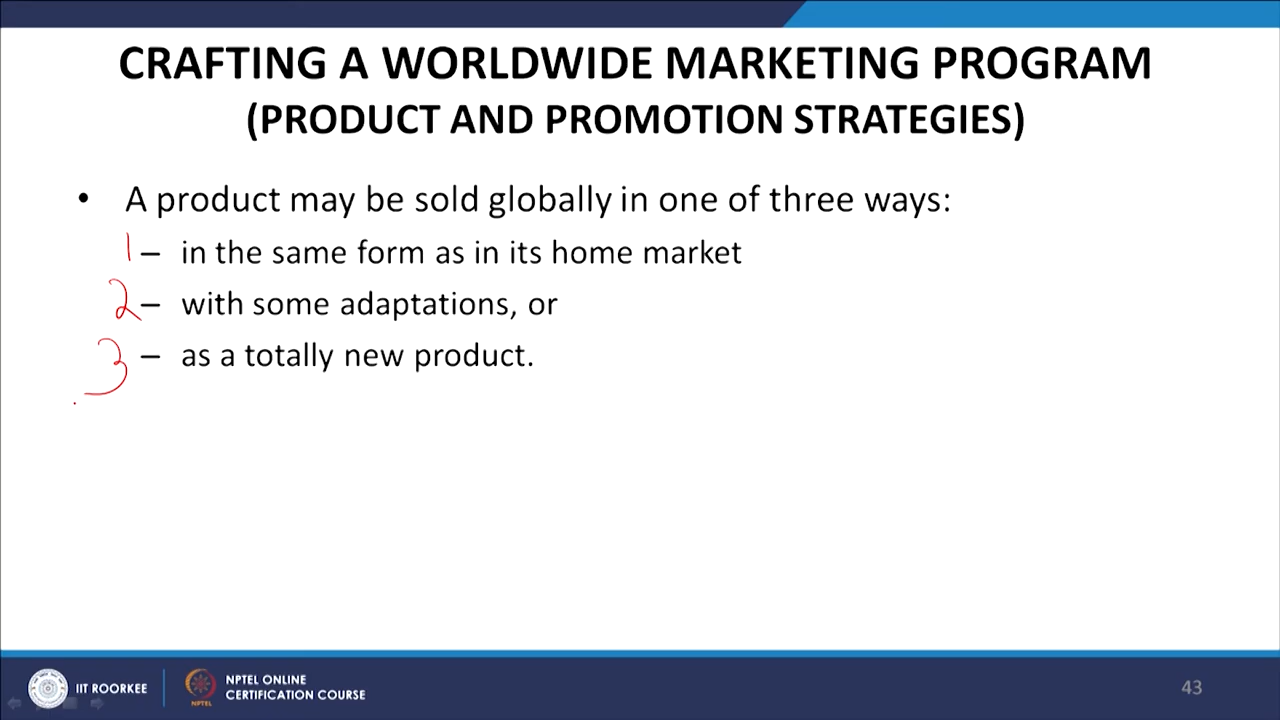 CRAFTING A WORLDWIDE MARKETING PROGRAM
(PRODUCT AND PROMOTION STRATEGIES)
• A product may be sold globally in one of three ways:
1 – in the same form as in its home market
2 – with some adaptations, or
3 – as a totally new product.
IIT ROORKEE
NPTEL ONLINE
CERTIFICATION COURSE
NPTEL
43